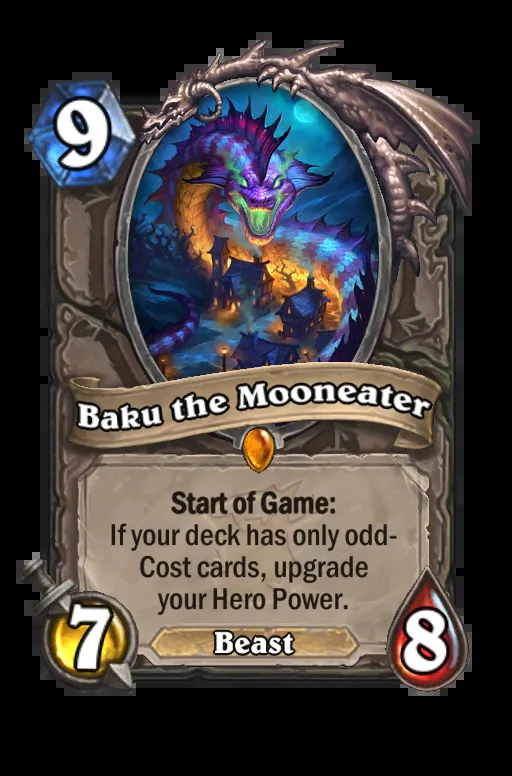 9
Baku the Mooneater
Start of Game:
If your deck has only odd-
Cost cards, upgrade
your Hero Power.
7
Beast
8